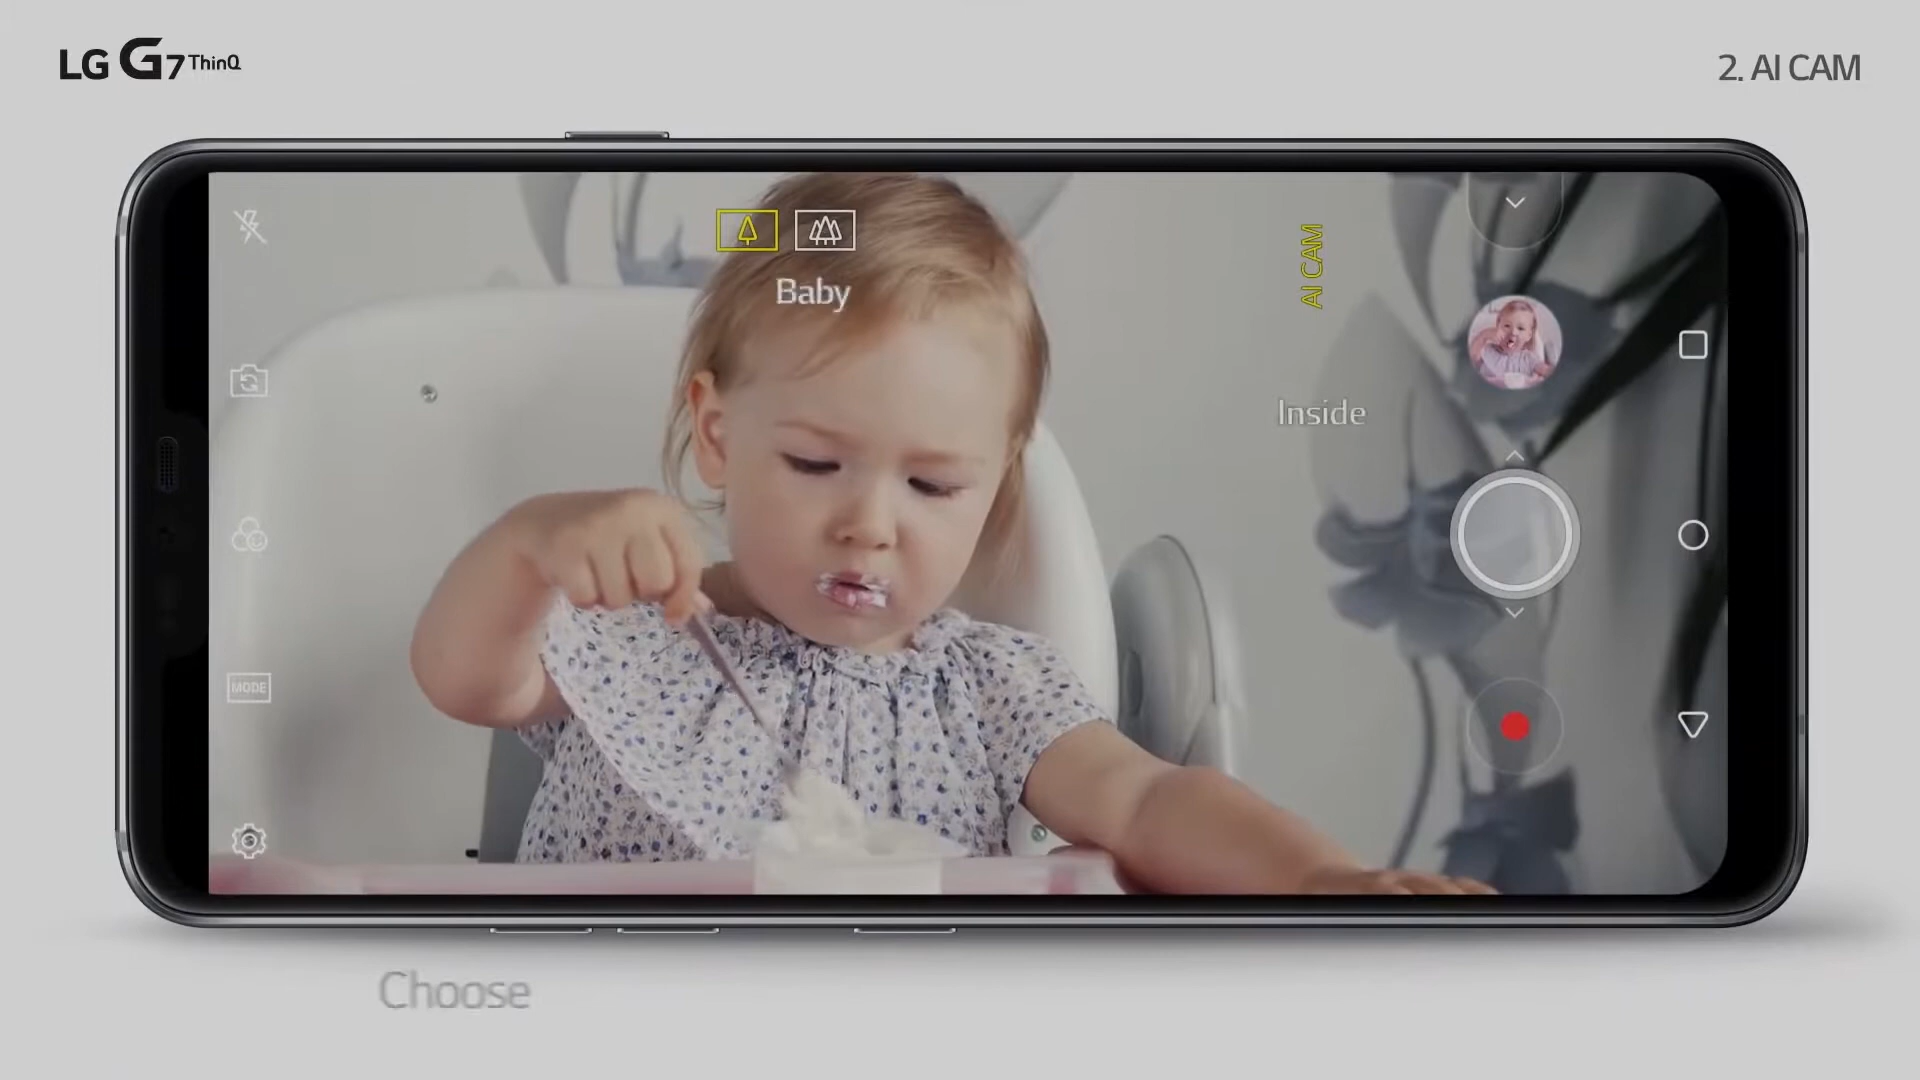 LG G7 ThinQ
2. AI CAM
Baby
AI CAM
Inside
MODE
Choose